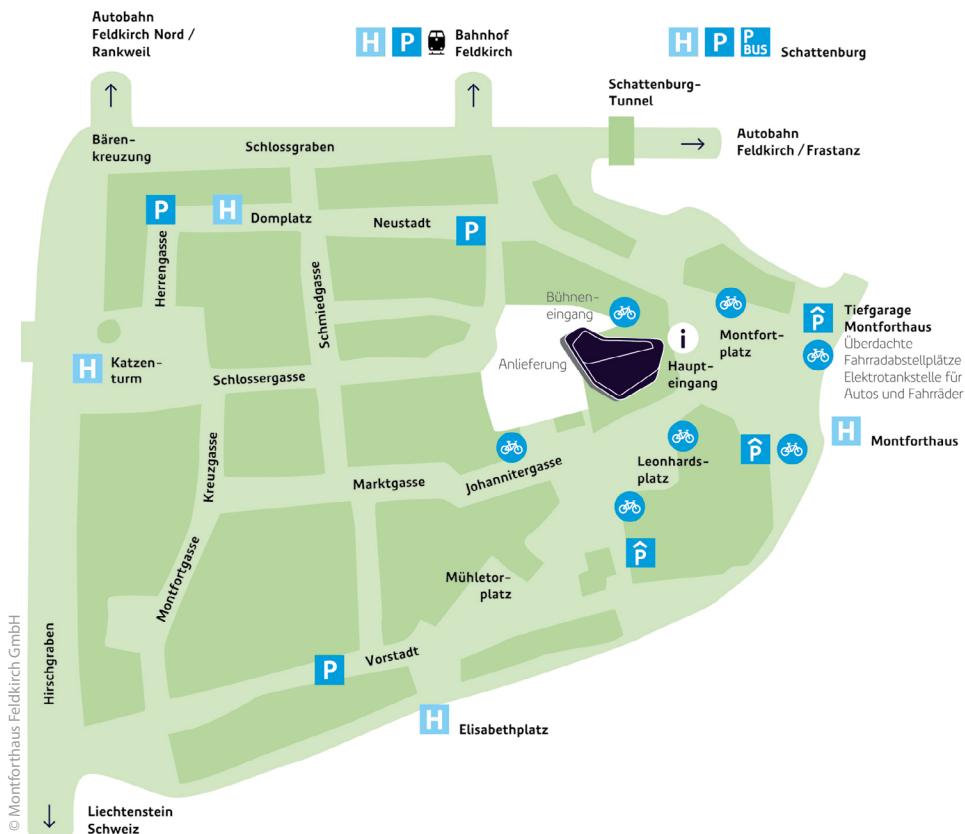 Autobahn
Feldkirch Nord /
Rankweil
H P Bahnhof
Feldkirch
H P P
BUS Schattenburg
Schattenburg-
Tunnel
Bären-
kreuzung
Schlossgraben
Autobahn
Feldkirch / Frastanz
P
H
Domplatz
Neustadt
P
Herrengasse
Schmiedgasse
Bühnen-
eingang
Montfort-
platz
P Tiefgarage
Montforthaus
Überdachte
Fahrradabstellplätze
Elektrotankstelle für
Autos und Fahrräder
i
Haupt-
eingang
Anlieferung
H
Katzen-
turm
Schlossergasse
H
Montforthaus
P
Leonhards-
platz
Johannitergasse
Marktgasse
Kreuzgasse
P
Montfortgasse
Mühletor-
platz
P
Vorstadt
H
Elisabethplatz
Hirschgraben
Liechtenstein
Schweiz
© Montforthaus Feldkirch GmbH